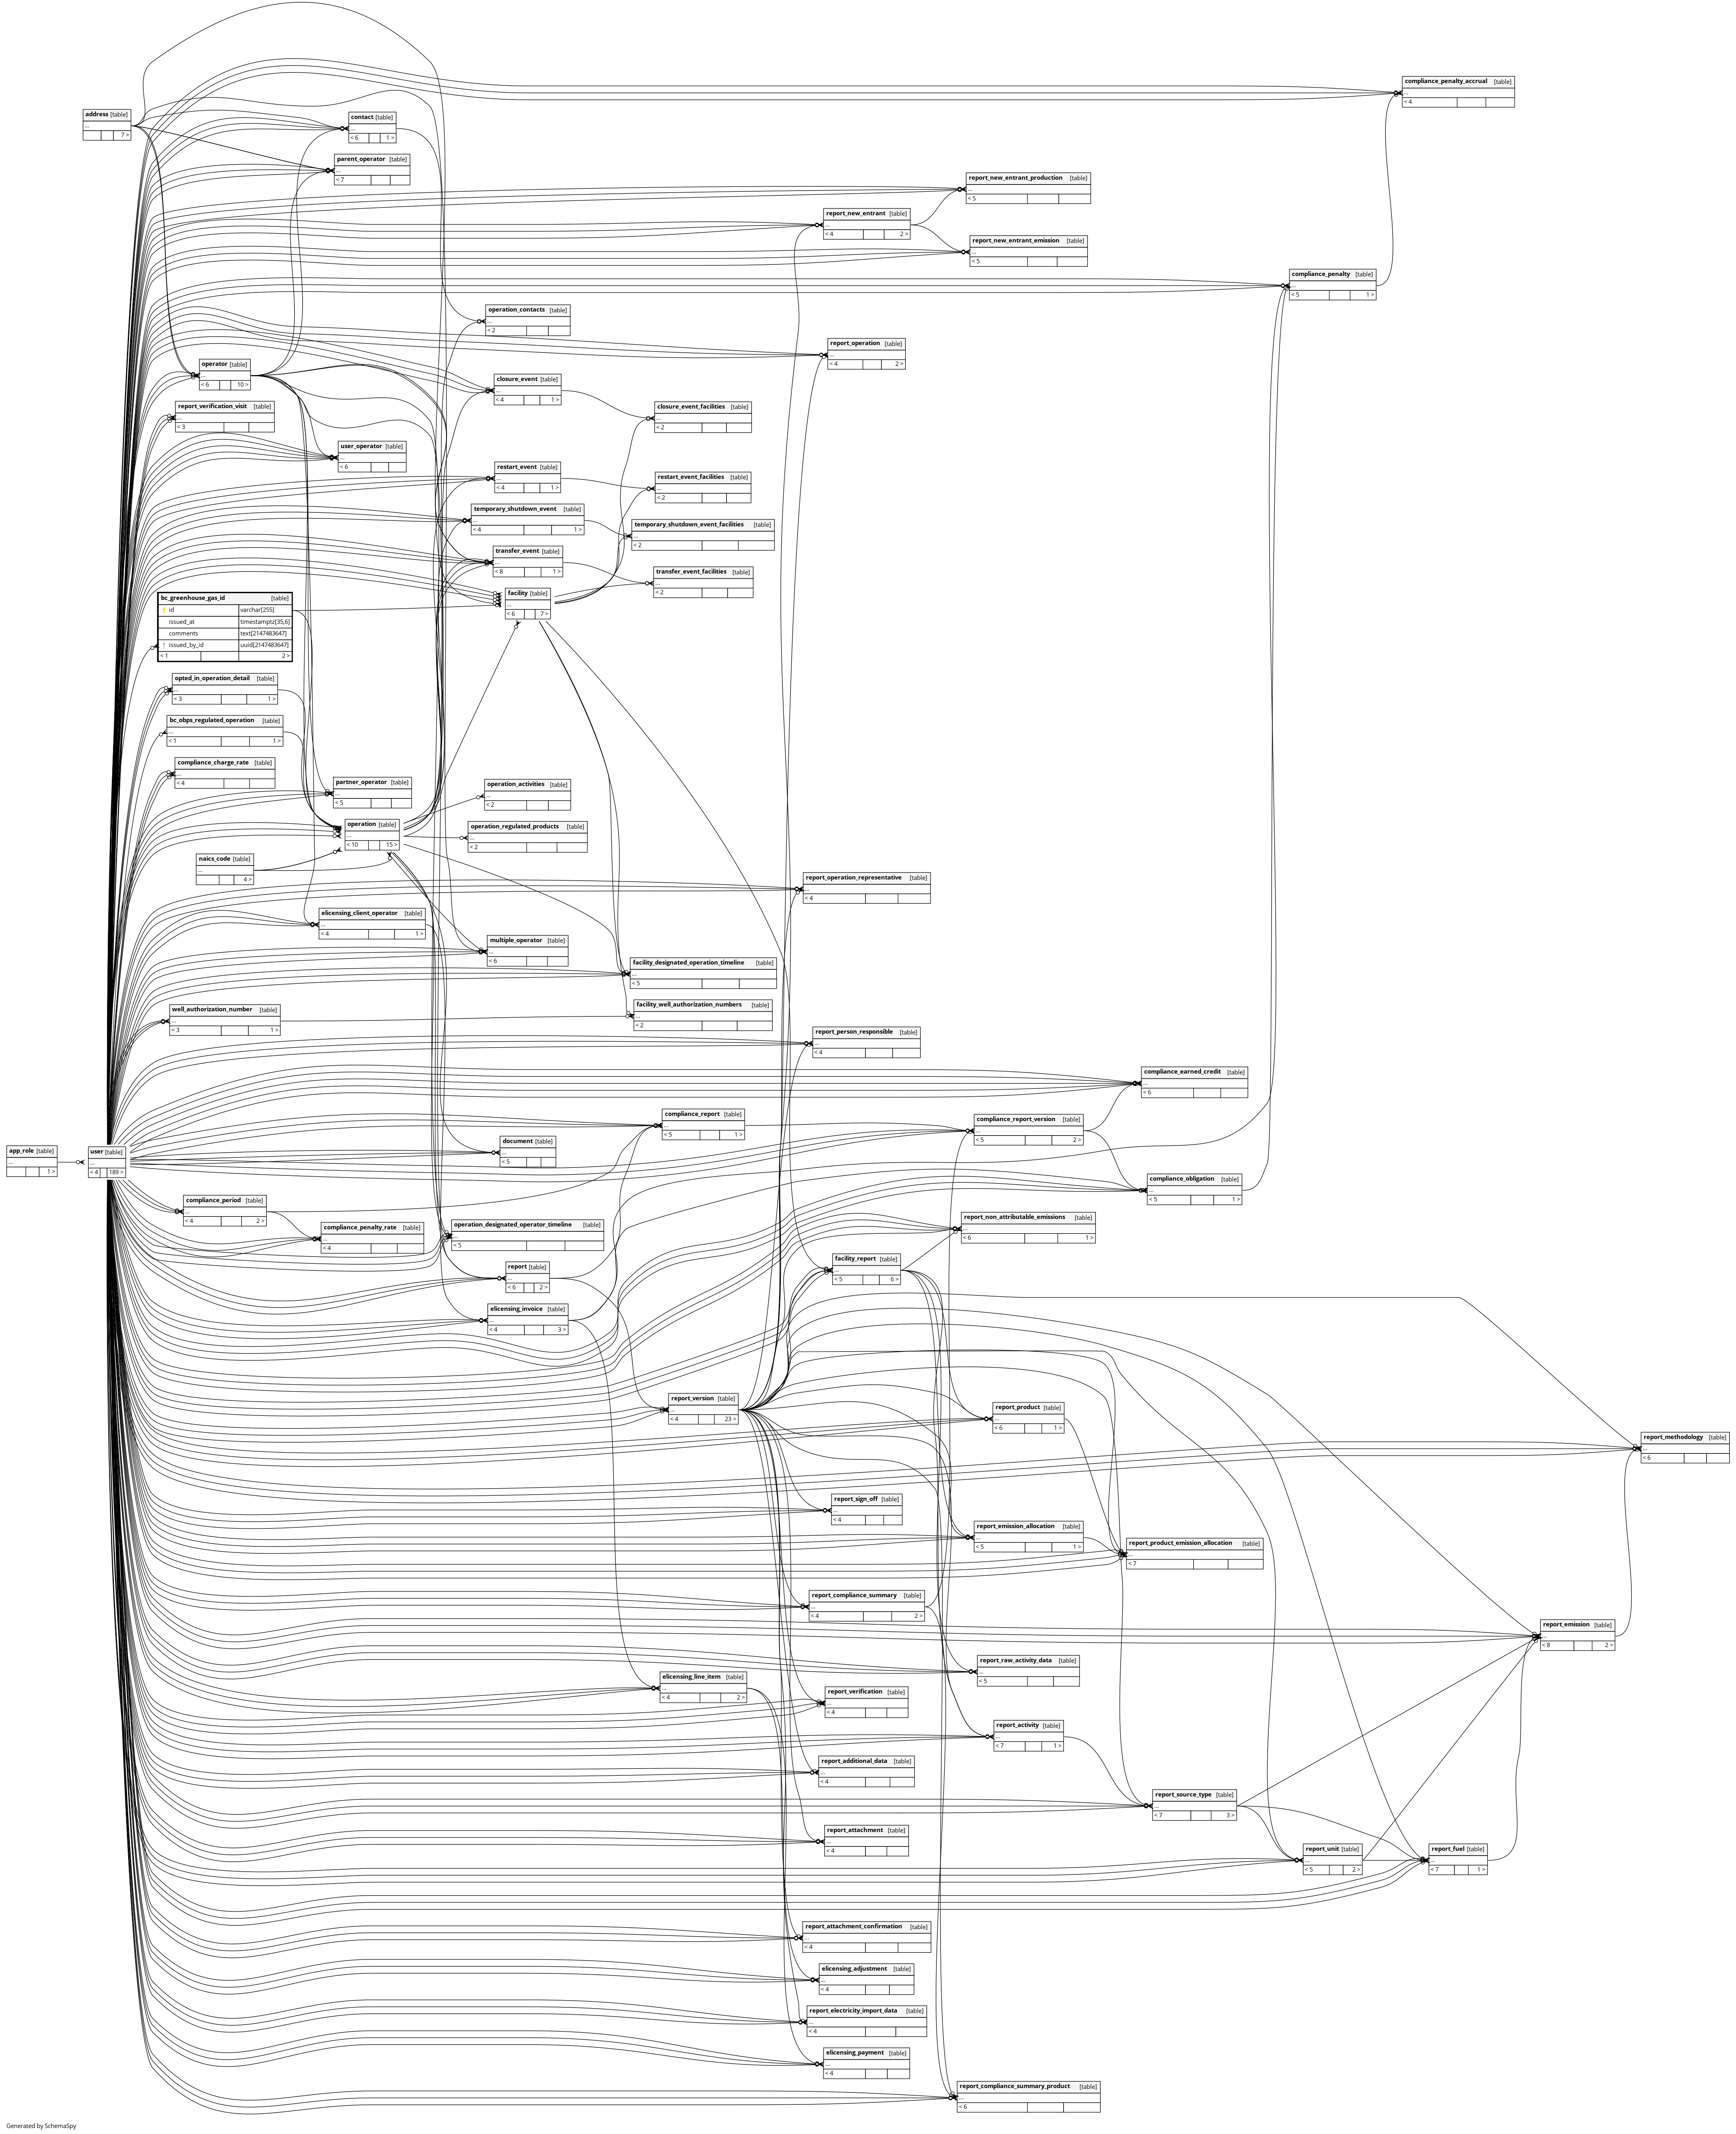 compliance_penalty_accrual [table]
...
< 4
address [table]
...
7 >
contact [table]
...
< 6 1 >
parent_operator [table]
...
< 7
report_new_entrant_production [table]
...
< 5
report_new_entrant [table]
...
< 4 2 >
report_new_entrant_emission [table]
...
< 5
compliance_penalty [table]
...
< 5 1 >
operation_contacts [table]
...
< 2
report_operation [table]
...
< 4 2 >
operator [table]
...
< 6 10 >
closure_event [table]
...
< 4 1 >
report_verification_visit [table]
...
< 3
closure_event_facilities [table]
...
< 2
user_operator [table]
...
< 6
restart_event [table]
...
< 4 1 >
restart_event_facilities [table]
...
< 2
temporary_shutdown_event [table]
...
< 4 1 >
temporary_shutdown_event_facilities [table]
...
< 2
transfer_event [table]
...
< 8 1 >
transfer_event_facilities [table]
...
< 2
facility [table]
...
< 6 7 >
bc_greenhouse_gas_id [table]
id varchar[255]
issued_at timestamptz[35,6]
comments text[2147483647]
issued_by_id uuid[2147483647]
< 1 2 >
opted_in_operation_detail [table]
...
< 3 1 >
bc_obps_regulated_operation [table]
...
< 1 1 >
compliance_charge_rate [table]
...
< 4
partner_operator [table]
...
< 5
operation_activities [table]
...
< 2
operation [table]
...
< 10 15 >
operation_regulated_products [table]
...
< 2
naics_code [table]
...
4 >
report_operation_representative [table]
...
< 4
elicensing_client_operator [table]
...
< 4 1 >
multiple_operator [table]
...
< 6
facility_designated_operation_timeline [table]
...
< 5
well_authorization_number [table]
...
< 3 1 >
facility_well_authorization_numbers [table]
...
< 2
report_person_responsible [table]
...
< 4
compliance_earned_credit [table]
...
< 6
compliance_report [table]
...
< 5 1 >
compliance_report_version [table]
...
< 5 2 >
document [table]
...
< 5
app_role [table]
...
1 >
user [table]
...
< 4 189 >
compliance_obligation [table]
...
< 5 1 >
compliance_period [table]
...
< 4 2 >
compliance_penalty_rate [table]
...
< 4
operation_designated_operator_timeline [table]
...
< 5
report_non_attributable_emissions [table]
...
< 6 1 >
facility_report [table]
...
< 5 6 >
report [table]
...
< 6 2 >
elicensing_invoice [table]
...
< 4 3 >
report_version [table]
...
< 4 23 >
report_product [table]
...
< 6 1 >
report_methodology [table]
...
< 6
report_sign_off [table]
...
< 4
report_emission_allocation [table]
...
< 5 1 >
report_product_emission_allocation [table]
...
< 7
report_compliance_summary [table]
...
< 4 2 >
report_emission [table]
...
< 8 2 >
report_raw_activity_data [table]
...
< 5
elicensing_line_item [table]
...
< 4 2 >
report_verification [table]
...
< 4
report_activity [table]
...
< 7 1 >
report_additional_data [table]
...
< 4
report_source_type [table]
...
< 7 3 >
report_attachment [table]
...
< 4
report_unit [table]
...
< 5 2 >
report_fuel [table]
...
< 7 1 >
report_attachment_confirmation [table]
...
< 4
elicensing_adjustment [table]
...
< 4
report_electricity_import_data [table]
...
< 4
elicensing_payment [table]
...
< 4
report_compliance_summary_product [table]
...
< 6
Generated by SchemaSpy